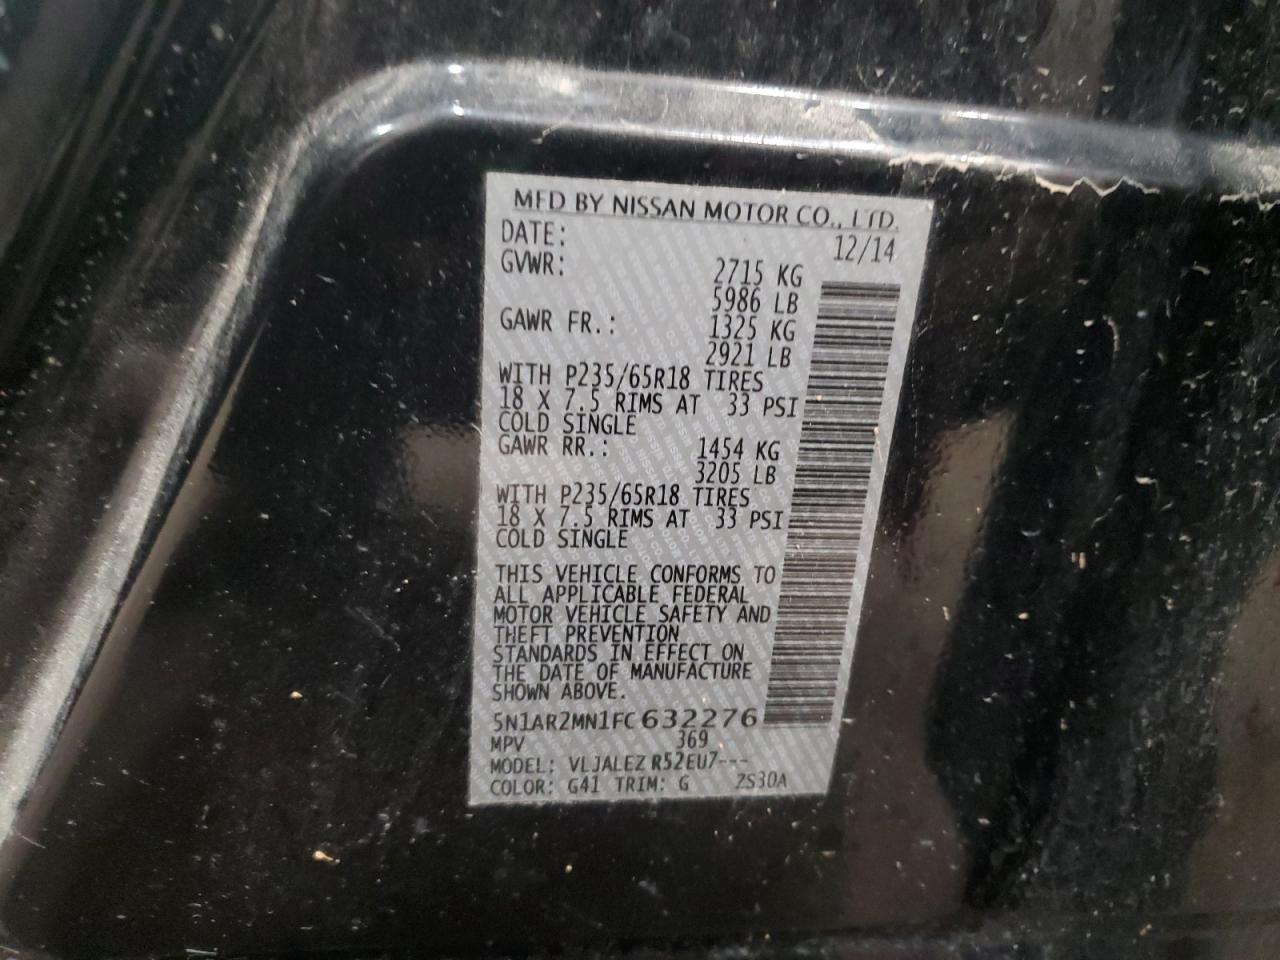 MFD BY NISSAN MOTOR CO., LTD.
DATE: 12/14
GVWR: 2715 KG
5986 LB
GAWR FR.: 1325 KG
2921 LB
WITH P235/65R18 TIRES
18 X 7.5 RIMS AT 33 PSI
COLD SINGLE
GAWR RR.: 1454 KG
3205 LB
WITH P235/65R18 TIRES
18 X 7.5 RIMS AT 33 PSI
COLD SINGLE
THIS VEHICLE CONFORMS TO
ALL APPLICABLE FEDERAL
MOTOR VEHICLE SAFETY AND
THEFT PREVENTION
STANDARDS IN EFFECT ON
THE DATE OF MANUFACTURE
SHOWN ABOVE.
5N1AR2MN1FC632276
MPV 369
MODEL: VLJALEZ R52EU7---
COLOR: G41 TRIM: G ZS30A